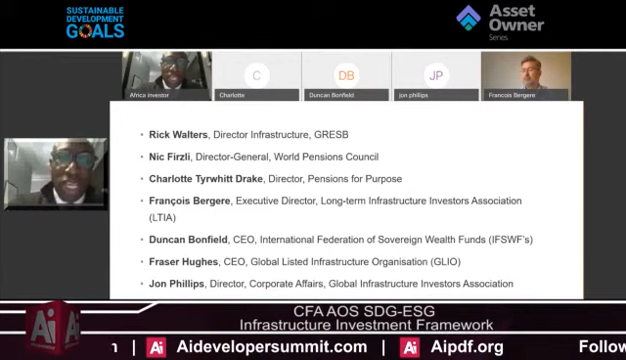 SUSTAINABLE
DEVELOPMENT
GOALS
Asset
Owner
Series
C
DB
JP
Africa investor
Charlotte
Duncan Bonfield
jon phillips
Francois Bergere
• Rick Walters, Director Infrastructure, GRESB
• Nic Firzli, Director-General, World Pensions Council
• Charlotte Tyrwhitt Drake, Director, Pensions for Purpose
• François Bergere, Executive Director, Long-term Infrastructure Investors Association
(LTIA)
• Duncan Bonfield, CEO, International Federation of Sovereign Wealth Funds (IFSWF's)
• Fraser Hughes, CEO, Global Listed Infrastructure Organisation (GLIO)
• Jon Phillips, Director, Corporate Affairs, Global Infrastructure Investors Association
CFA AOS SDG-ESG
Infrastructure Investment Framework
Ai
n | Ai Aidevelopersummit.com | Ai Aipdf.org Follow